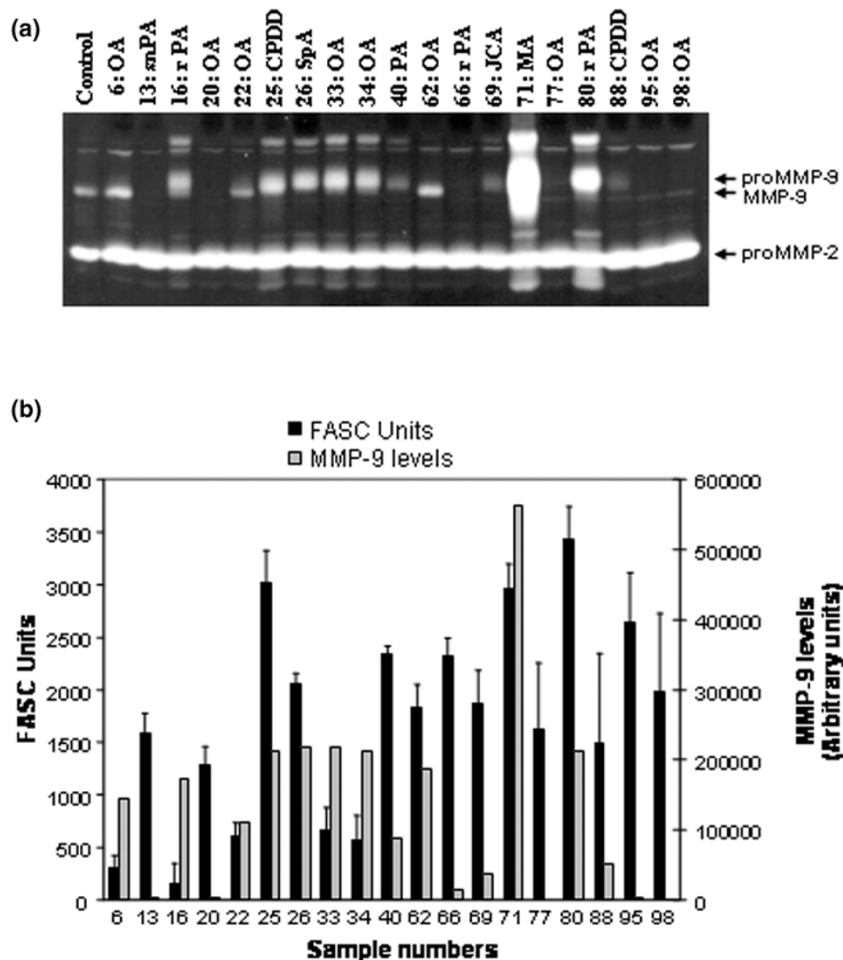 (a)
Control
6: OA
13: snPA
16: r PA
20: OA
22: OA
25: CPDD
26: SpA
33: OA
34: OA
40: PA
62: OA
66: r PA
69: JCA
71: MA
77: OA
80: r PA
88: CPDD
95: OA
98: OA
proMMP-9
MMP-9
proMMP-2
(b)
FASC Units
MMP-9 levels
4000
3500
3000
2500
2000
1500
1000
500
0
FASC Units
600000
500000
400000
300000
200000
100000
0
MMP-9 levels
(Arbitrary units)
6 13 16 20 22 25 26 33 34 40 62 66 69 71 77 80 88 95 98
Sample numbers